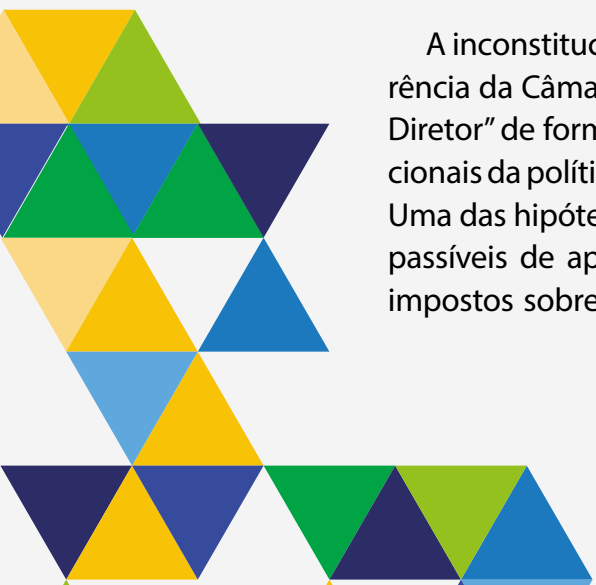 A inconstituc
rência da Câma
Diretor” de form
cionais da políti
Uma das hipóte
passíveis de ap
impostos sobre